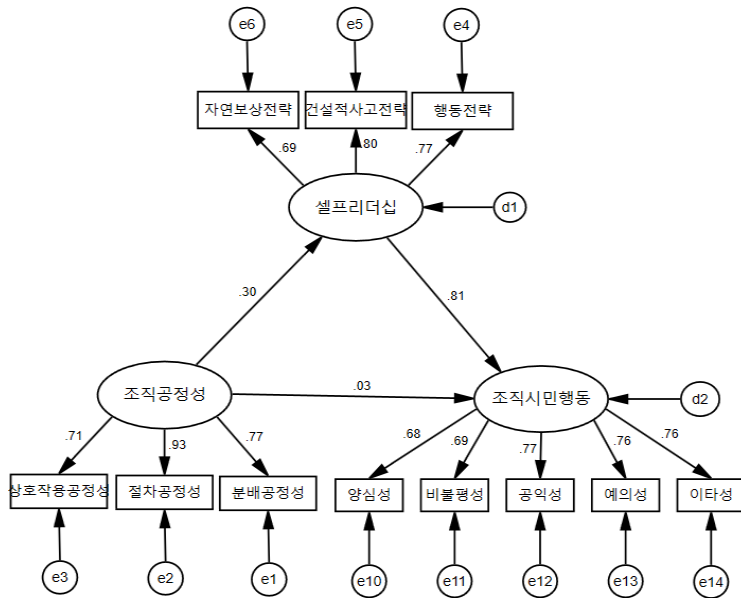 e6 e5 e4
자연보상전략 건설적사고전략 행동전략
.69 .80 .77
셀프리더십 d1
.30 .81
조직공정성 .03 조직시민행동 d2
.71 .93 .77 .68 .69 .77 .76 .76
상호작용공정성 절차공정성 분배공정성 양심성 비불평성 공익성 예의성 이타성
e3 e2 e1 e10 e11 e12 e13 e14